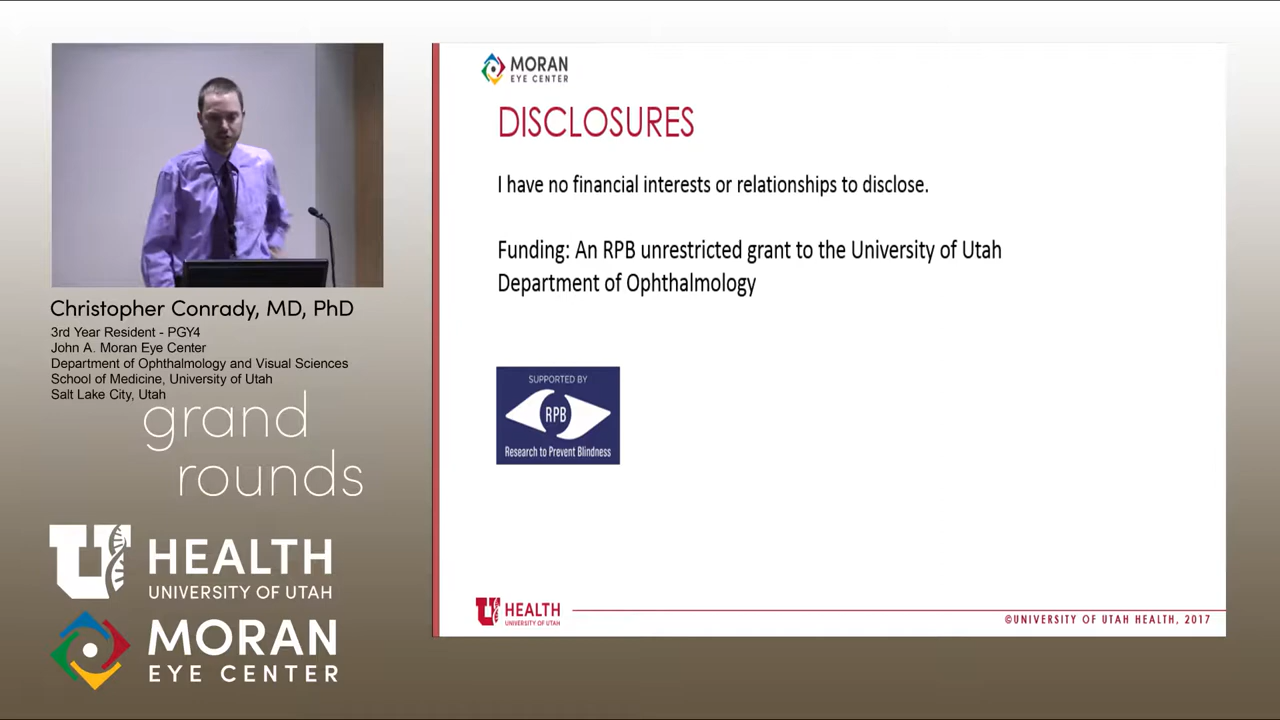 Christopher Conrady, MD, PhD
3rd Year Resident - PGY4
John A. Moran Eye Center
Department of Ophthalmology and Visual Sciences
School of Medicine, University of Utah
Salt Lake City, Utah
grand
rounds
U HEALTH
UNIVERSITY OF UTAH
MORAN
EYE CENTER
MORAN
EYE CENTER
DISCLOSURES
I have no financial interests or relationships to disclose.
Funding: An RPB unrestricted grant to the University of Utah
Department of Ophthalmology
SUPPORTED BY
RPB
Research to Prevent Blindness
U HEALTH
UNIVERSITY OF UTAH
©UNIVERSITY OF UTAH HEALTH, 2017